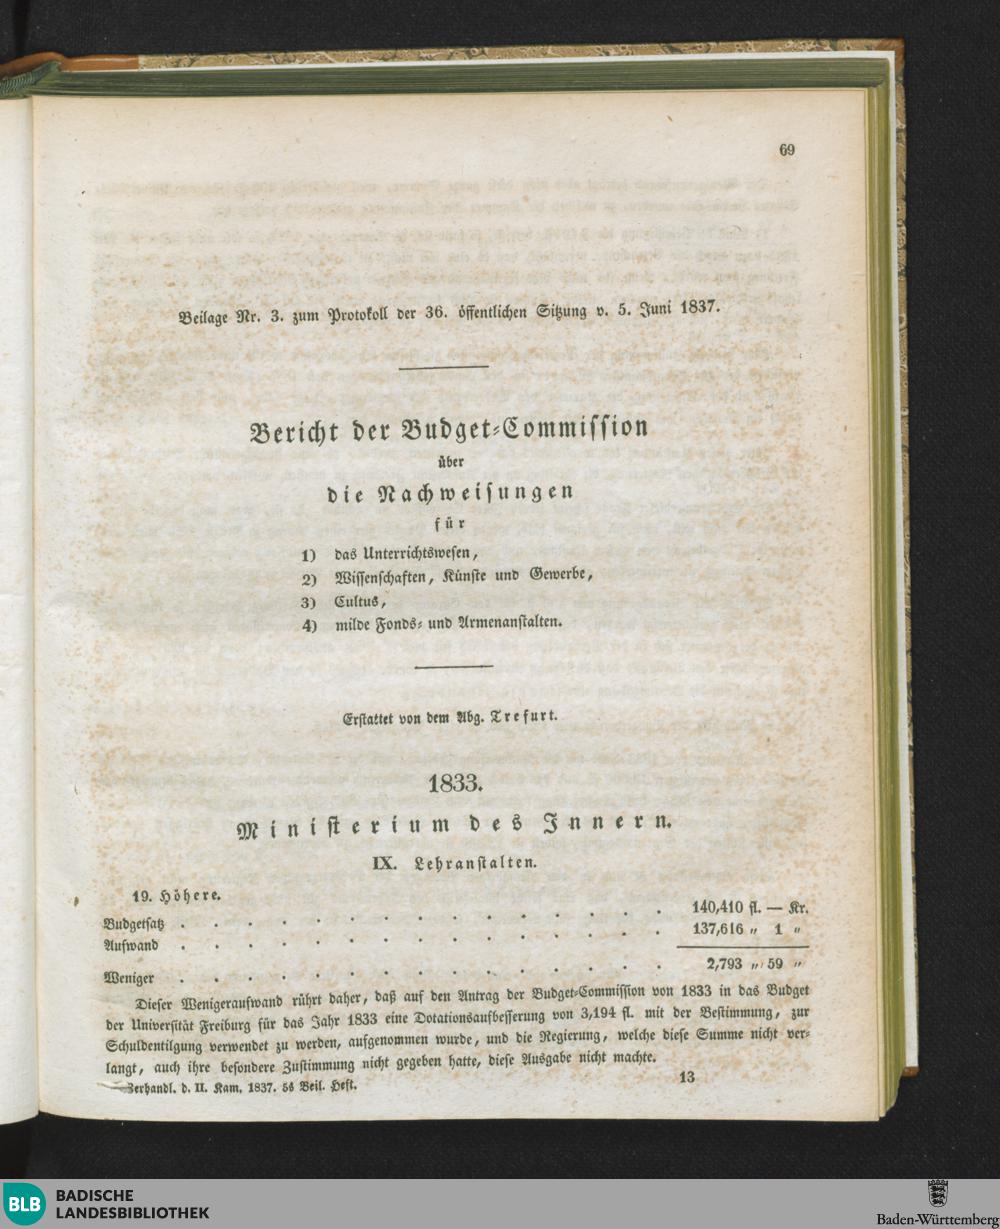 69
Beilage Nr. 3. zum Protokoll der 36. öffentlichen Sitzung v. 5. Juni 1837.
Bericht der Budget-Commission
über
die Nachweisungen
für
1) das Unterrichtswesen,
2) Wissenschaften, Künste und Gewerbe,
3) Cultus,
4) milde Fonds- und Armenanstalten.
Erstattet von dem Abg. Trefurt.
1833.
Ministerium des Innern.
IX. Lehranstalten.
19. Höhere.
Budgetsatz . . . . . . . . . . . . . . . 140,410 fl. — Kr.
Aufwand . . . . . . . . . . . . . . . 137,616 „ 1 „
Weniger . . . . . . . . . . . . . . . 2,793 „ 59 „
Dieser Wenigeraufwand rührt daher, daß auf den Antrag der Budget-Commission von 1833 in das Budget
der Universität Freiburg für das Jahr 1833 eine Dotationsaufbesserung von 3,194 fl. mit der Bestimmung, zur
Schuldentilgung verwendet zu werden, aufgenommen wurde, und die Regierung, welche diese Summe nicht ver-
langt, auch ihre besondere Zustimmung nicht gegeben hatte, diese Ausgabe nicht machte.
Verhandl. d. II. Kam. 1837. 5s Beil. Heft. 13
BLB BADISCHE
LANDESBIBLIOTHEK
Baden-Württemberg